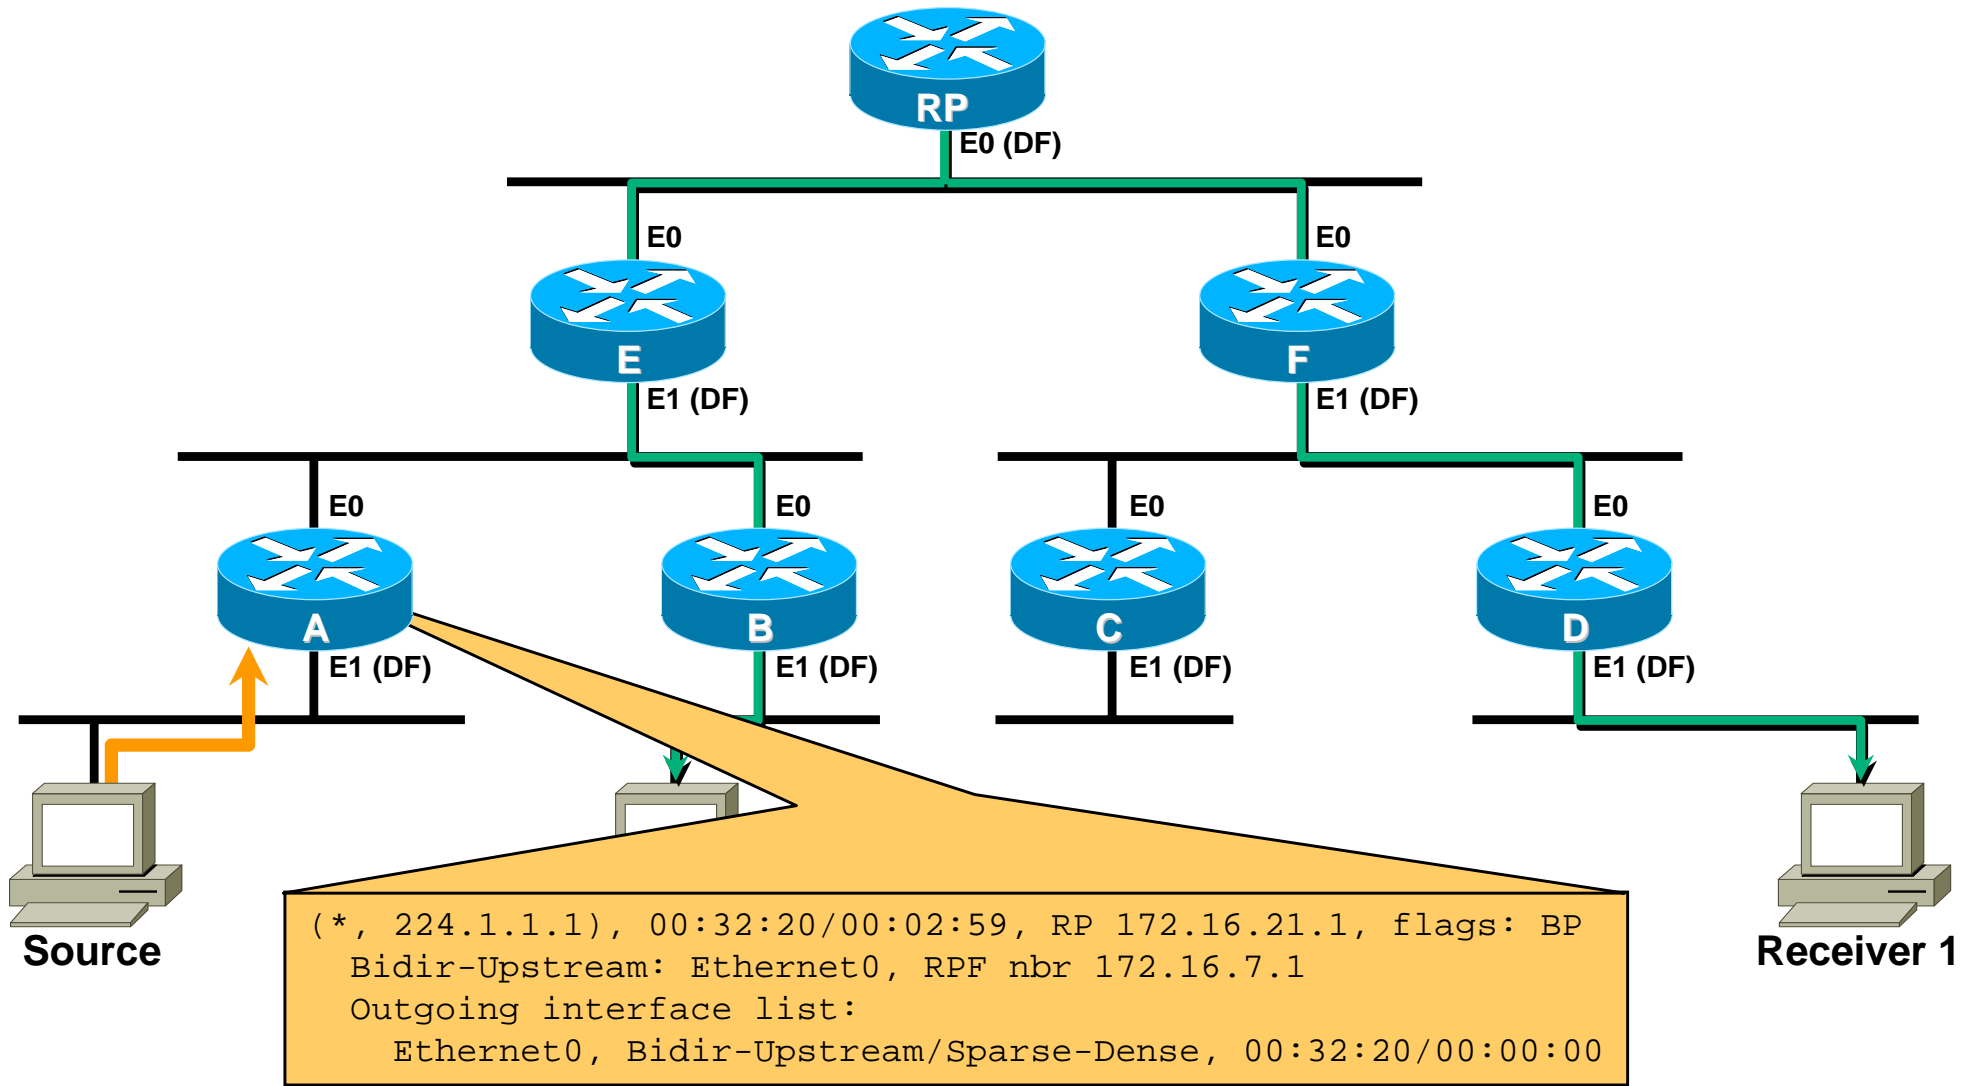 RP
E0 (DF)
E0
E0
E
F
E1 (DF)
E1 (DF)
E0
E0
E0
E0
A
B
C
D
E1 (DF)
E1 (DF)
E1 (DF)
E1 (DF)
(*, 224.1.1.1), 00:32:20/00:02:59, RP 172.16.21.1, flags: BP
Bidir-Upstream: Ethernet0, RPF nbr 172.16.7.1
Outgoing interface list:
Ethernet0, Bidir-Upstream/Sparse-Dense, 00:32:20/00:00:00
Source
Receiver 1